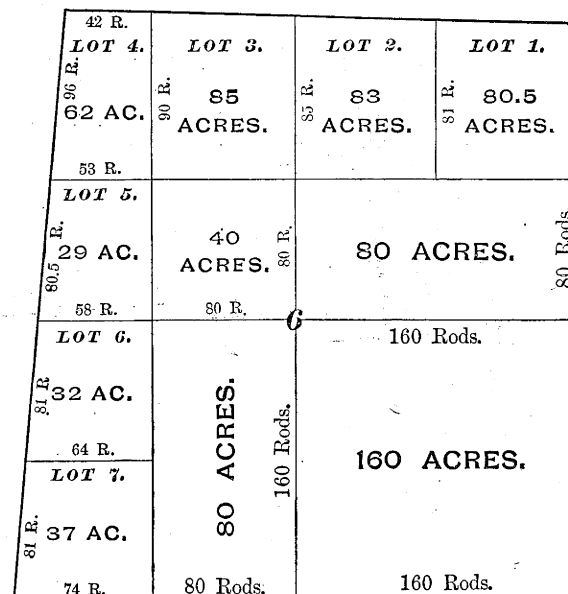 42 R.
LOT 4.
96 R.
62 AC.
53 R.
LOT 3.
90 R.
85
ACRES.
LOT 2.
85 R.
83
ACRES.
LOT 1.
81 R.
80.5
ACRES.
LOT 5.
80.5 R.
29 AC.
58 R.
40
ACRES.
80 R.
80 R.
80 ACRES.
80 Rods
6
LOT 6.
81 R
32 AC.
64 R.
80 ACRES.
160 Rods.
160 Rods.
160 ACRES.
LOT 7.
81 R.
37 AC.
74 R.
80 Rods.
160 Rods.